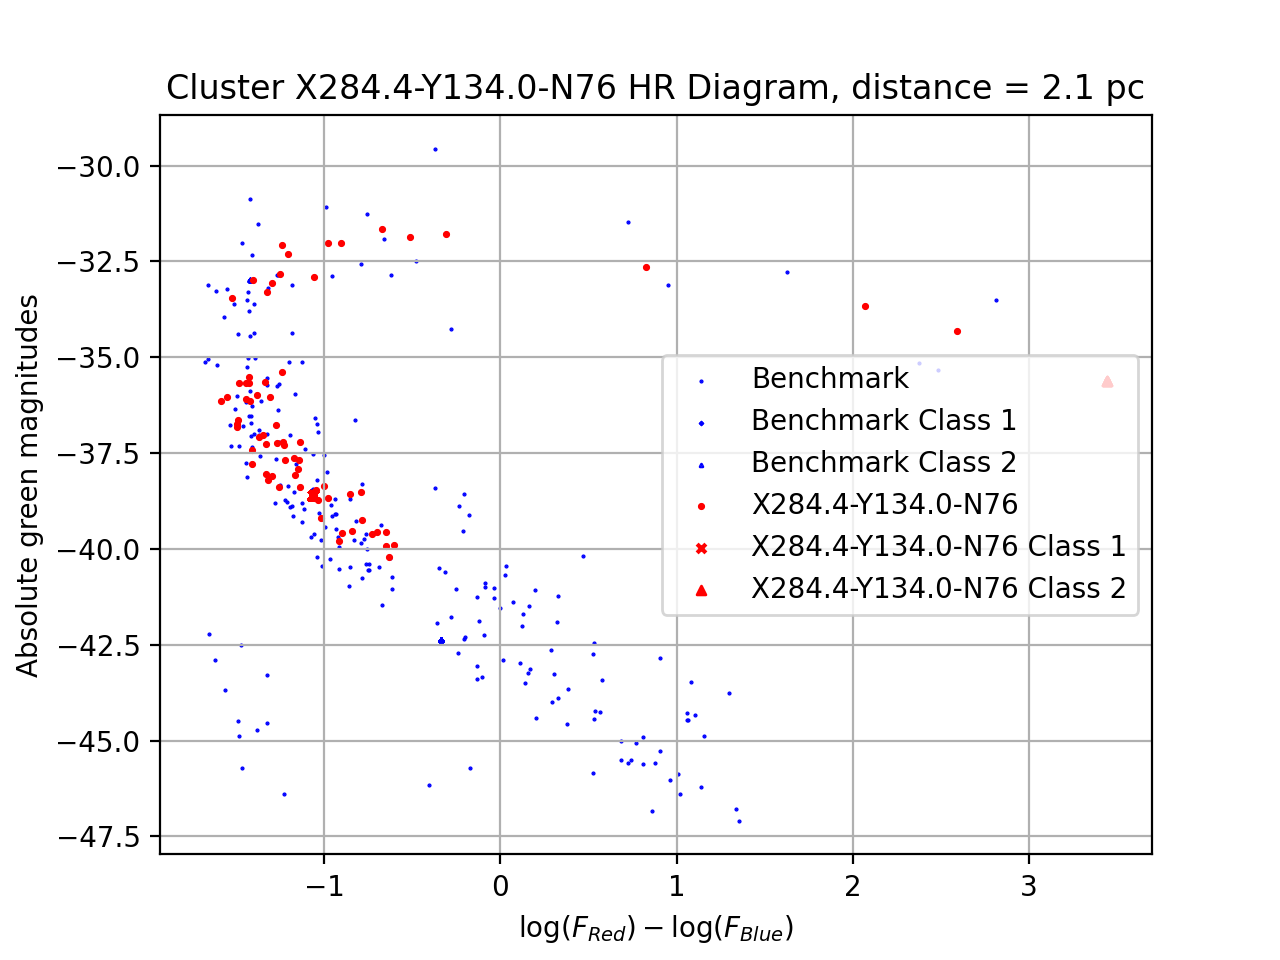 Cluster X284.4-Y134.0-N76 HR Diagram, distance = 2.1 pc
−30.0
−32.5
−35.0
−37.5
−40.0
−42.5
−45.0
−47.5
Absolute green magnitudes
Benchmark
Benchmark Class 1
Benchmark Class 2
X284.4-Y134.0-N76
X284.4-Y134.0-N76 Class 1
X284.4-Y134.0-N76 Class 2
−1 0 1 2 3
log(F_Red) − log(F_Blue)